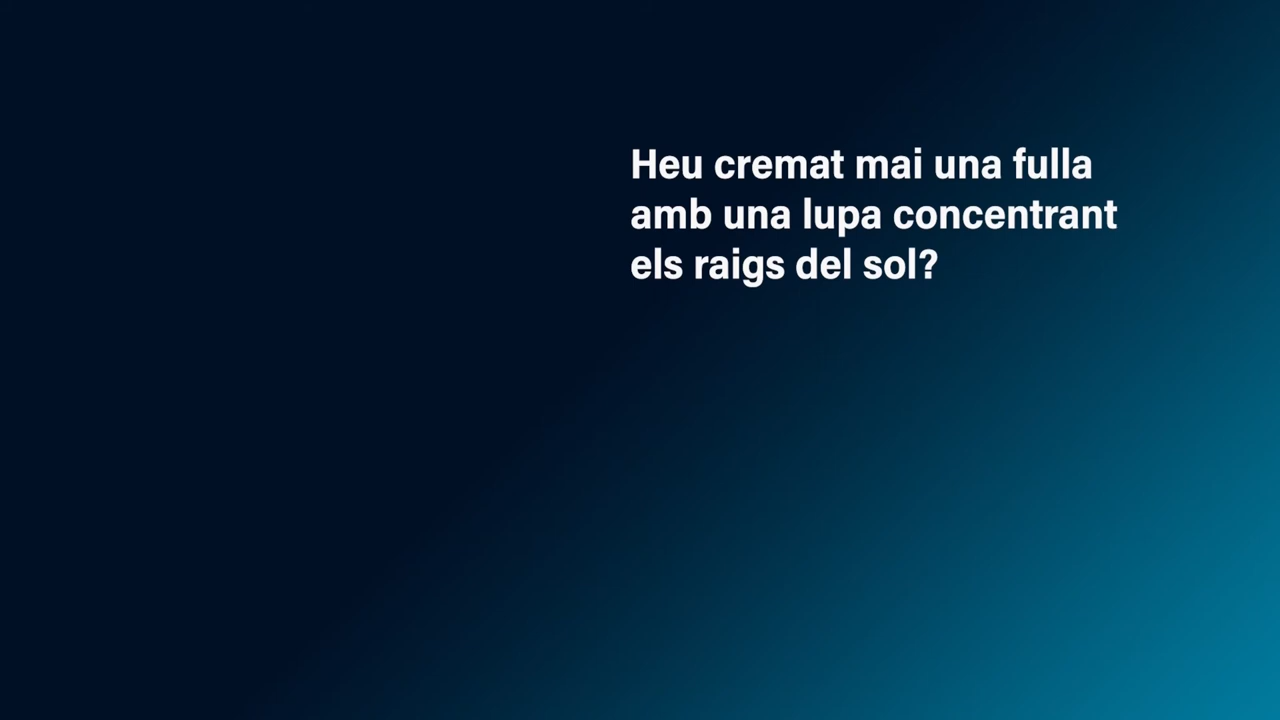 Heu cremat mai una fulla
amb una lupa concentrant
els raigs del sol?